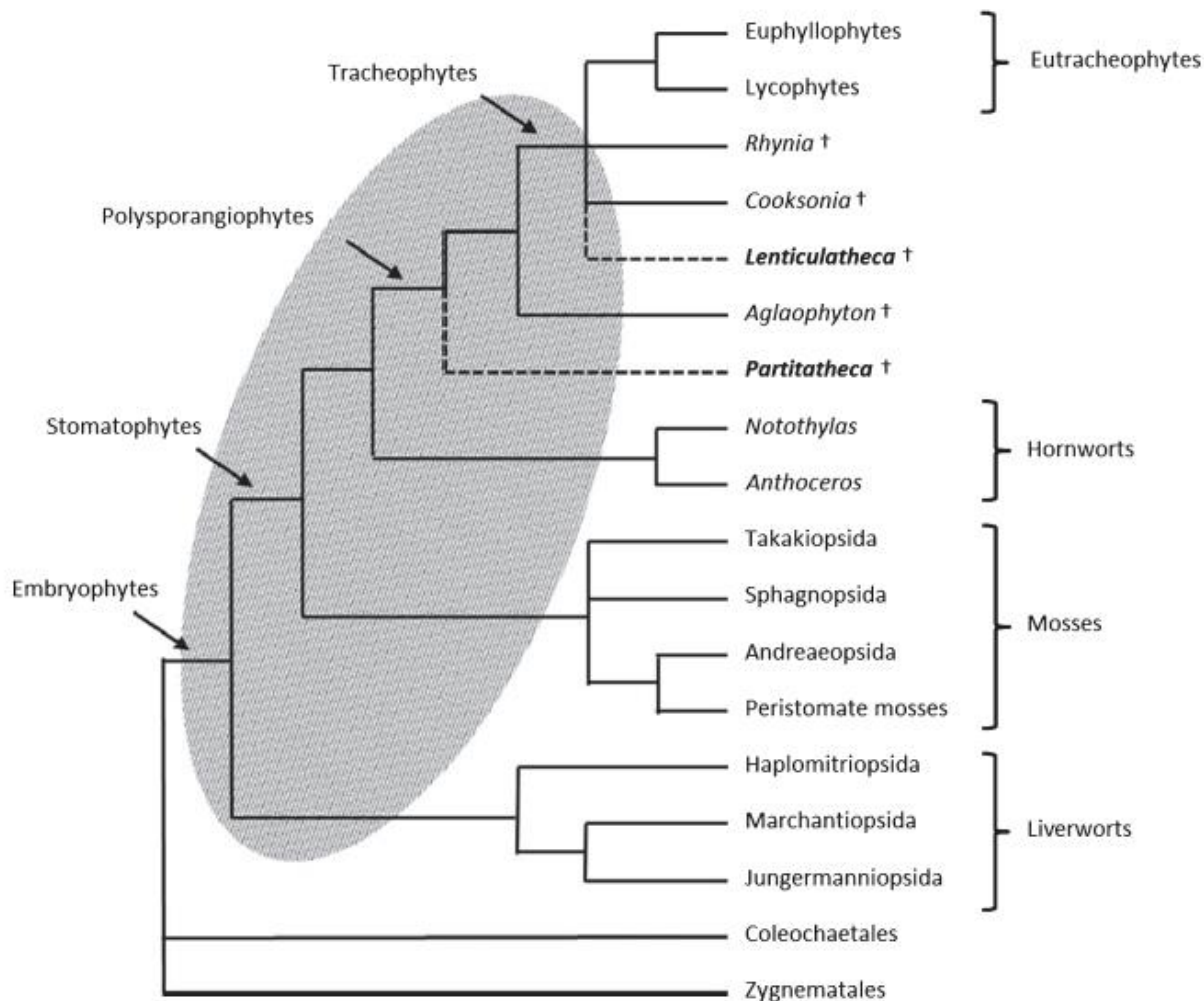 Euphyllophytes
Eutracheophytes
Tracheophytes
Lycophytes
Rhynia †
Cooksonia †
Polysporangiophytes
Lenticulatheca †
Aglaophyton †
Partitatheca †
Stomatophytes
Notothylas
Hornworts
Anthoceros
Takakiopsida
Embryophytes
Sphagnopsida
Mosses
Andreaeopsida
Peristomate mosses
Haplomitriopsida
Marchantiopsida
Liverworts
Jungermanniopsida
Coleochaetales
Zygnematales